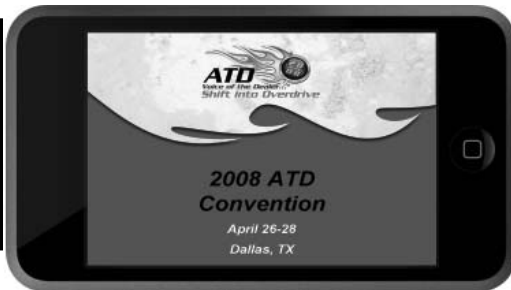 ATD
Voice of the Dealer
Shift into Overdrive
2008 ATD
Convention
April 26-28
Dallas, TX